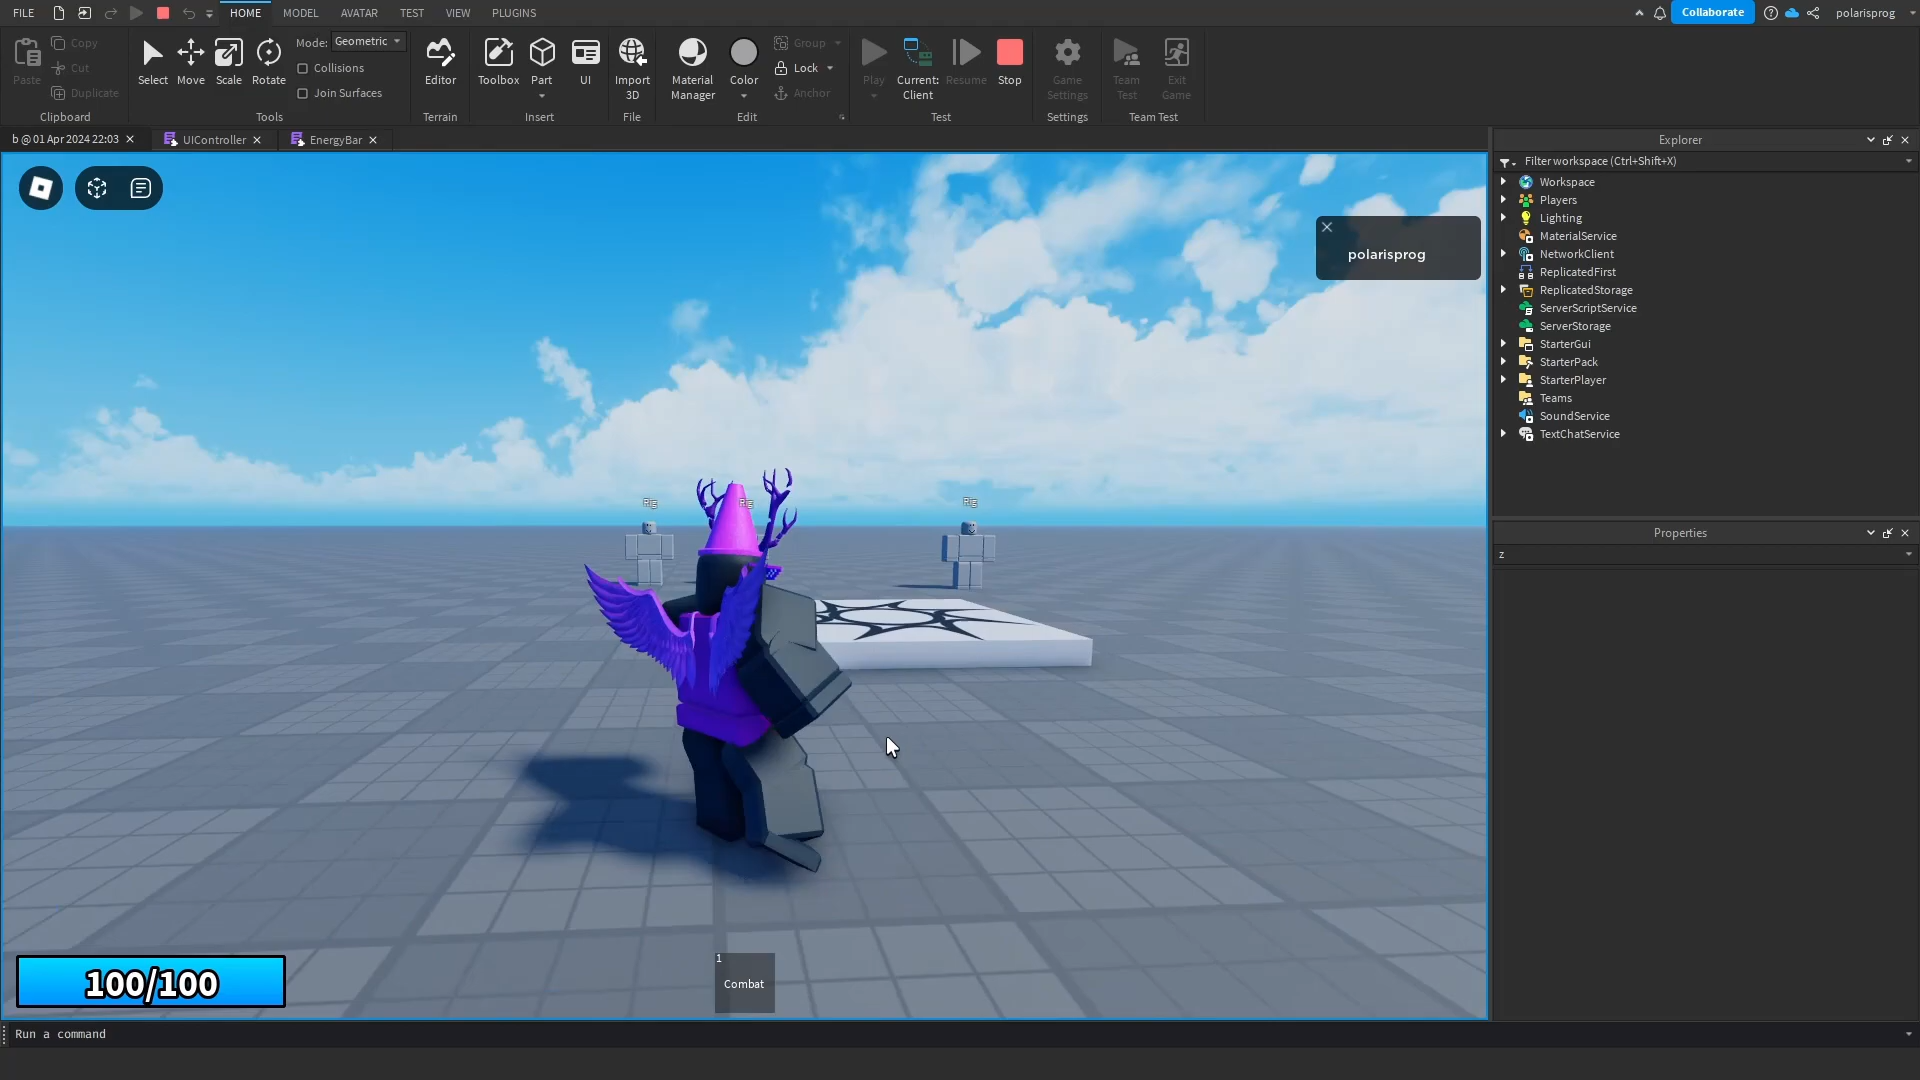 FILE HOME MODEL AVATAR TEST VIEW PLUGINS Collaborate polarisprog
Paste Copy Cut Duplicate Clipboard
Select Move Scale Rotate
Mode: Geometric
Collisions
Join Surfaces
Tools
Editor
Terrain
Toolbox Part UI
Insert
Import 3D
File
Material Manager
Color
Group
Lock
Anchor
Edit
Play
Current: Client
Resume Stop
Test
Game Settings
Settings
Team Test
Exit Game
Team Test
b @ 01 Apr 2024 22:03 UIController EnergyBar
polarisprog
Rig Rig Rig
100/100
1
Combat
Run a command
Explorer
Filter workspace (Ctrl+Shift+X)
Workspace
Players
Lighting
MaterialService
NetworkClient
ReplicatedFirst
ReplicatedStorage
ServerScriptService
ServerStorage
StarterGui
StarterPack
StarterPlayer
Teams
SoundService
TextChatService
Properties
z